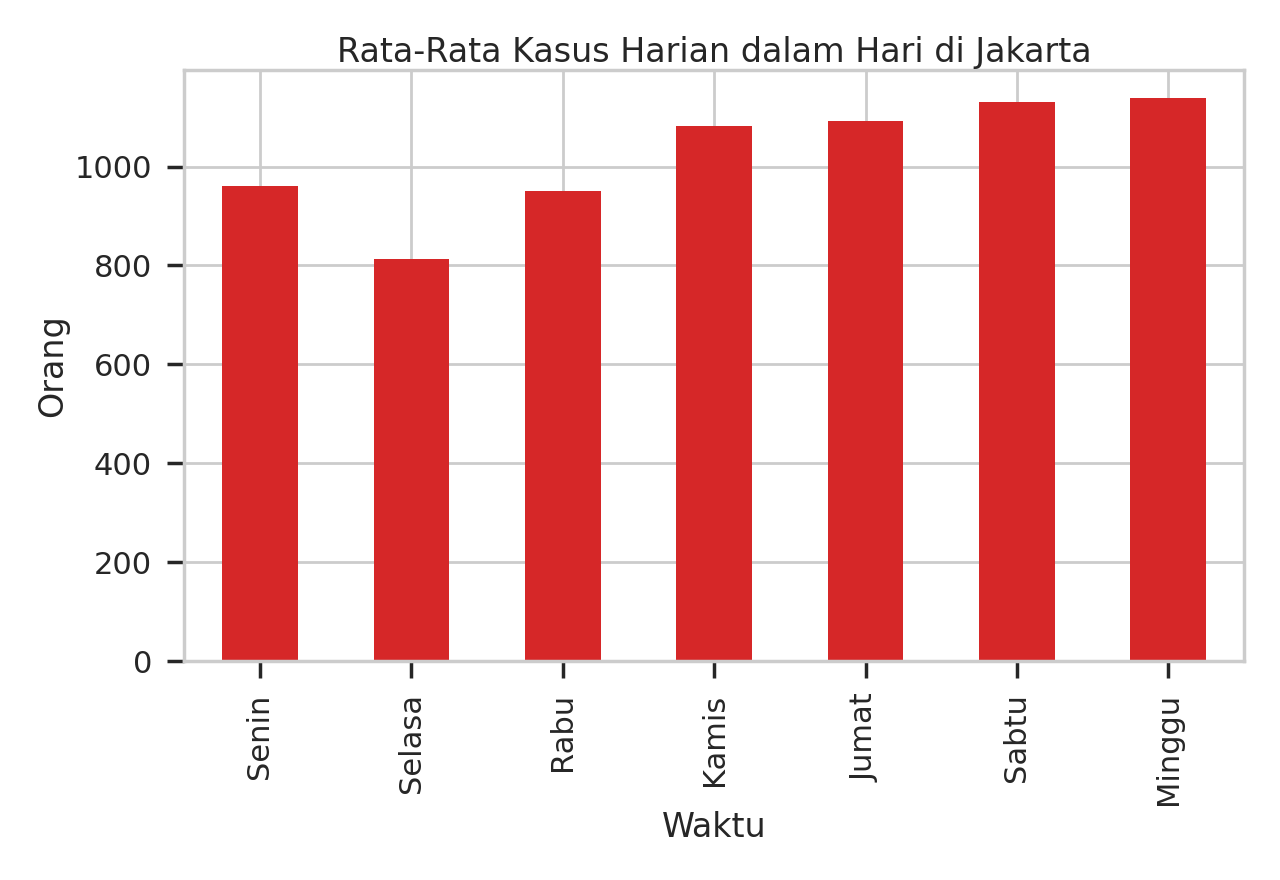 Rata-Rata Kasus Harian dalam Hari di Jakarta
1000
800
600
400
200
0
Orang
Senin
Selasa
Rabu
Kamis
Jumat
Sabtu
Minggu
Waktu